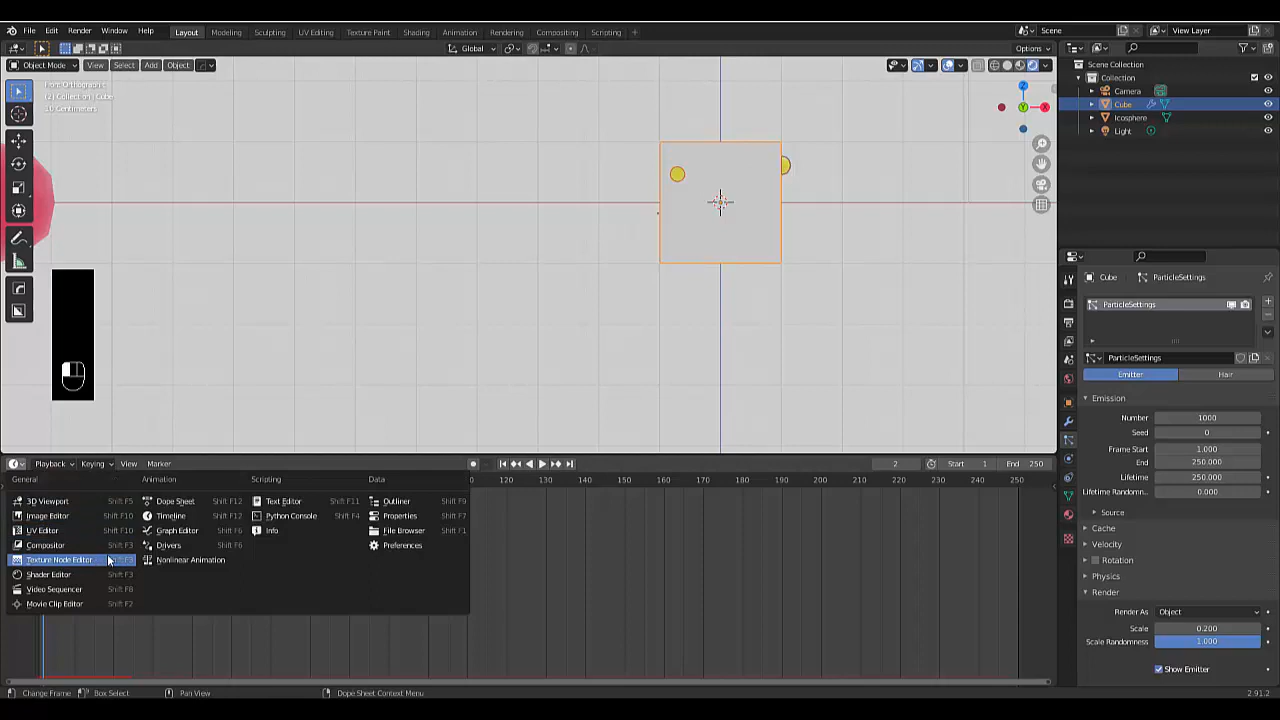 File Edit Render Window Help Layout Modeling Sculpting UV Editing Texture Paint Shading Animation Rendering Compositing Scripting + Scene View Layer
Global Options
Object Mode View Select Add Object
Scene Collection
Collection
Camera
Cube
Icosphere
Light
Z
Y
X
Front Orthographic
(2) Collection | Cube
10 Centimeters
Cube ParticleSettings
ParticleSettings
ParticleSettings
Emitter Hair
Emission
Number 1000
Seed 0
Frame Start 1.000
End 250.000
Lifetime 250.000
Lifetime Randomn.. 0.000
Source
Cache
Velocity
Rotation
Physics
Render
Render As Object
Scale 0.200
Scale Randomness 1.000
Show Emitter
Playback Keying View Marker 2 Start 1 End 250
120 130 140 150 160 170 180 190 200 210 220 230 240 250
General Animation Scripting Data
3D Viewport Shift F5 Dope Sheet Shift F12 Text Editor Shift F11 Outliner Shift F9
Image Editor Shift F10 Timeline Shift F12 Python Console Shift F4 Properties Shift F7
UV Editor Shift F10 Graph Editor Shift F6 Info File Browser Shift F1
Compositor Shift F3 Drivers Shift F6 Preferences
Texture Node Editor Shift F3 Nonlinear Animation
Shader Editor Shift F3
Video Sequencer Shift F8
Movie Clip Editor Shift F2
Change Frame Box Select Pan View Dope Sheet Context Menu 2.91.2